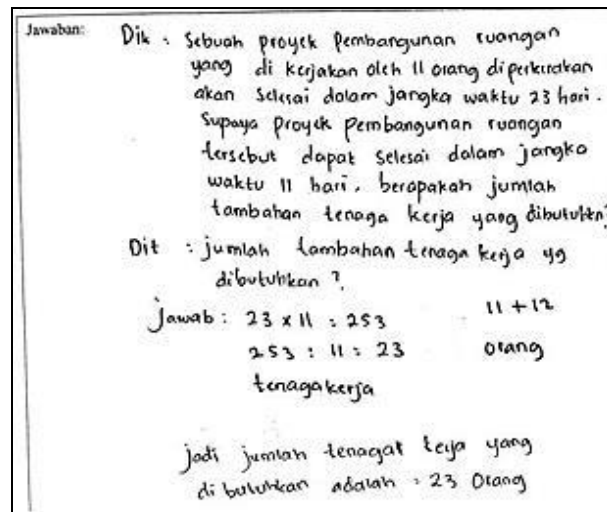 Jawaban:
Dik : Sebuah proyek Pembangunan ruangan
yang di kerjakan oleh 11 orang diperkirakan
akan selesai dalam jangka waktu 23 hari.
Supaya proyek pembangunan ruangan
tersebut dapat selesai dalam jangka
waktu 11 hari. berapakah jumlah
tambahan tenaga kerja yang dibutuhkn?
Dit : jumlah tambahan tenaga kerja yg
dibutuhkan ?
Jawab : 23 x 11 : 253 11 + 12
253 : 11 : 23 orang
tenagakerja
jadi jumlah tenagat kerja yang
di butuhkan adalah : 23 Orang